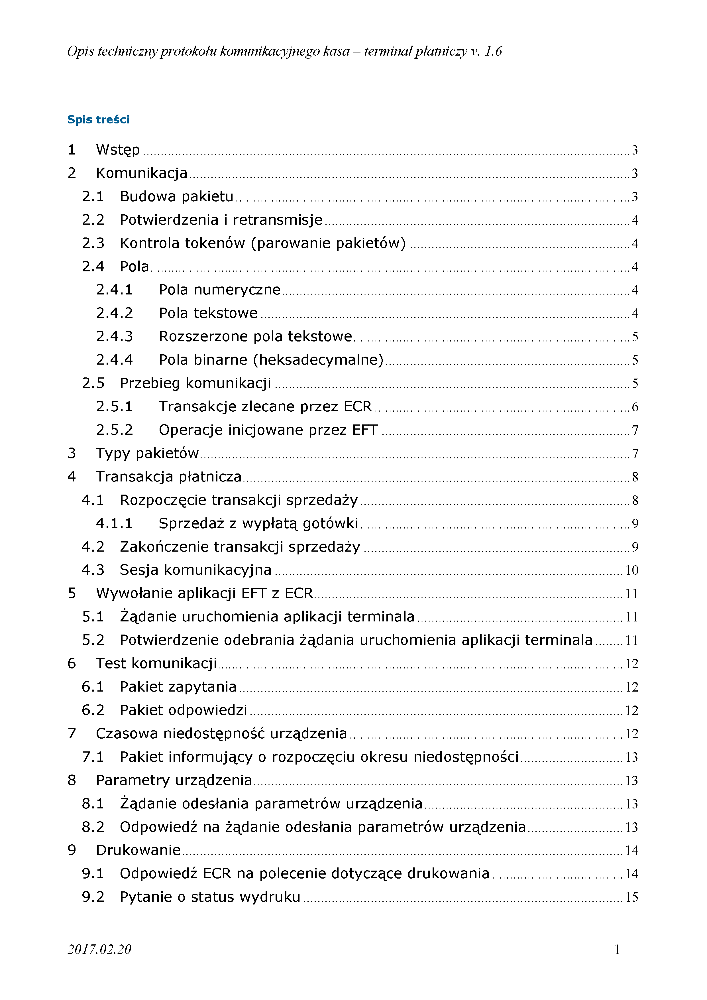 Opis techniczny protokołu komunikacyjnego kasa – terminal płatniczy v. 1.6
Spis treści
1 Wstęp 3
2 Komunikacja 3
2.1 Budowa pakietu 3
2.2 Potwierdzenia i retransmisje 4
2.3 Kontrola tokenów (parowanie pakietów) 4
2.4 Pola 4
2.4.1 Pola numeryczne 4
2.4.2 Pola tekstowe 4
2.4.3 Rozszerzone pola tekstowe 5
2.4.4 Pola binarne (heksadecymalne) 5
2.5 Przebieg komunikacji 5
2.5.1 Transakcje zlecane przez ECR 6
2.5.2 Operacje inicjowane przez EFT 7
3 Typy pakietów 7
4 Transakcja płatnicza 8
4.1 Rozpoczęcie transakcji sprzedaży 8
4.1.1 Sprzedaż z wypłatą gotówki 9
4.2 Zakończenie transakcji sprzedaży 9
4.3 Sesja komunikacyjna 10
5 Wywołanie aplikacji EFT z ECR 11
5.1 Żądanie uruchomienia aplikacji terminala 11
5.2 Potwierdzenie odebrania żądania uruchomienia aplikacji terminala 11
6 Test komunikacji 12
6.1 Pakiet zapytania 12
6.2 Pakiet odpowiedzi 12
7 Czasowa niedostępność urządzenia 12
7.1 Pakiet informujący o rozpoczęciu okresu niedostępności 13
8 Parametry urządzenia 13
8.1 Żądanie odesłania parametrów urządzenia 13
8.2 Odpowiedź na żądanie odesłania parametrów urządzenia 13
9 Drukowanie 14
9.1 Odpowiedź ECR na polecenie dotyczące drukowania 14
9.2 Pytanie o status wydruku 15
2017.02.20 1